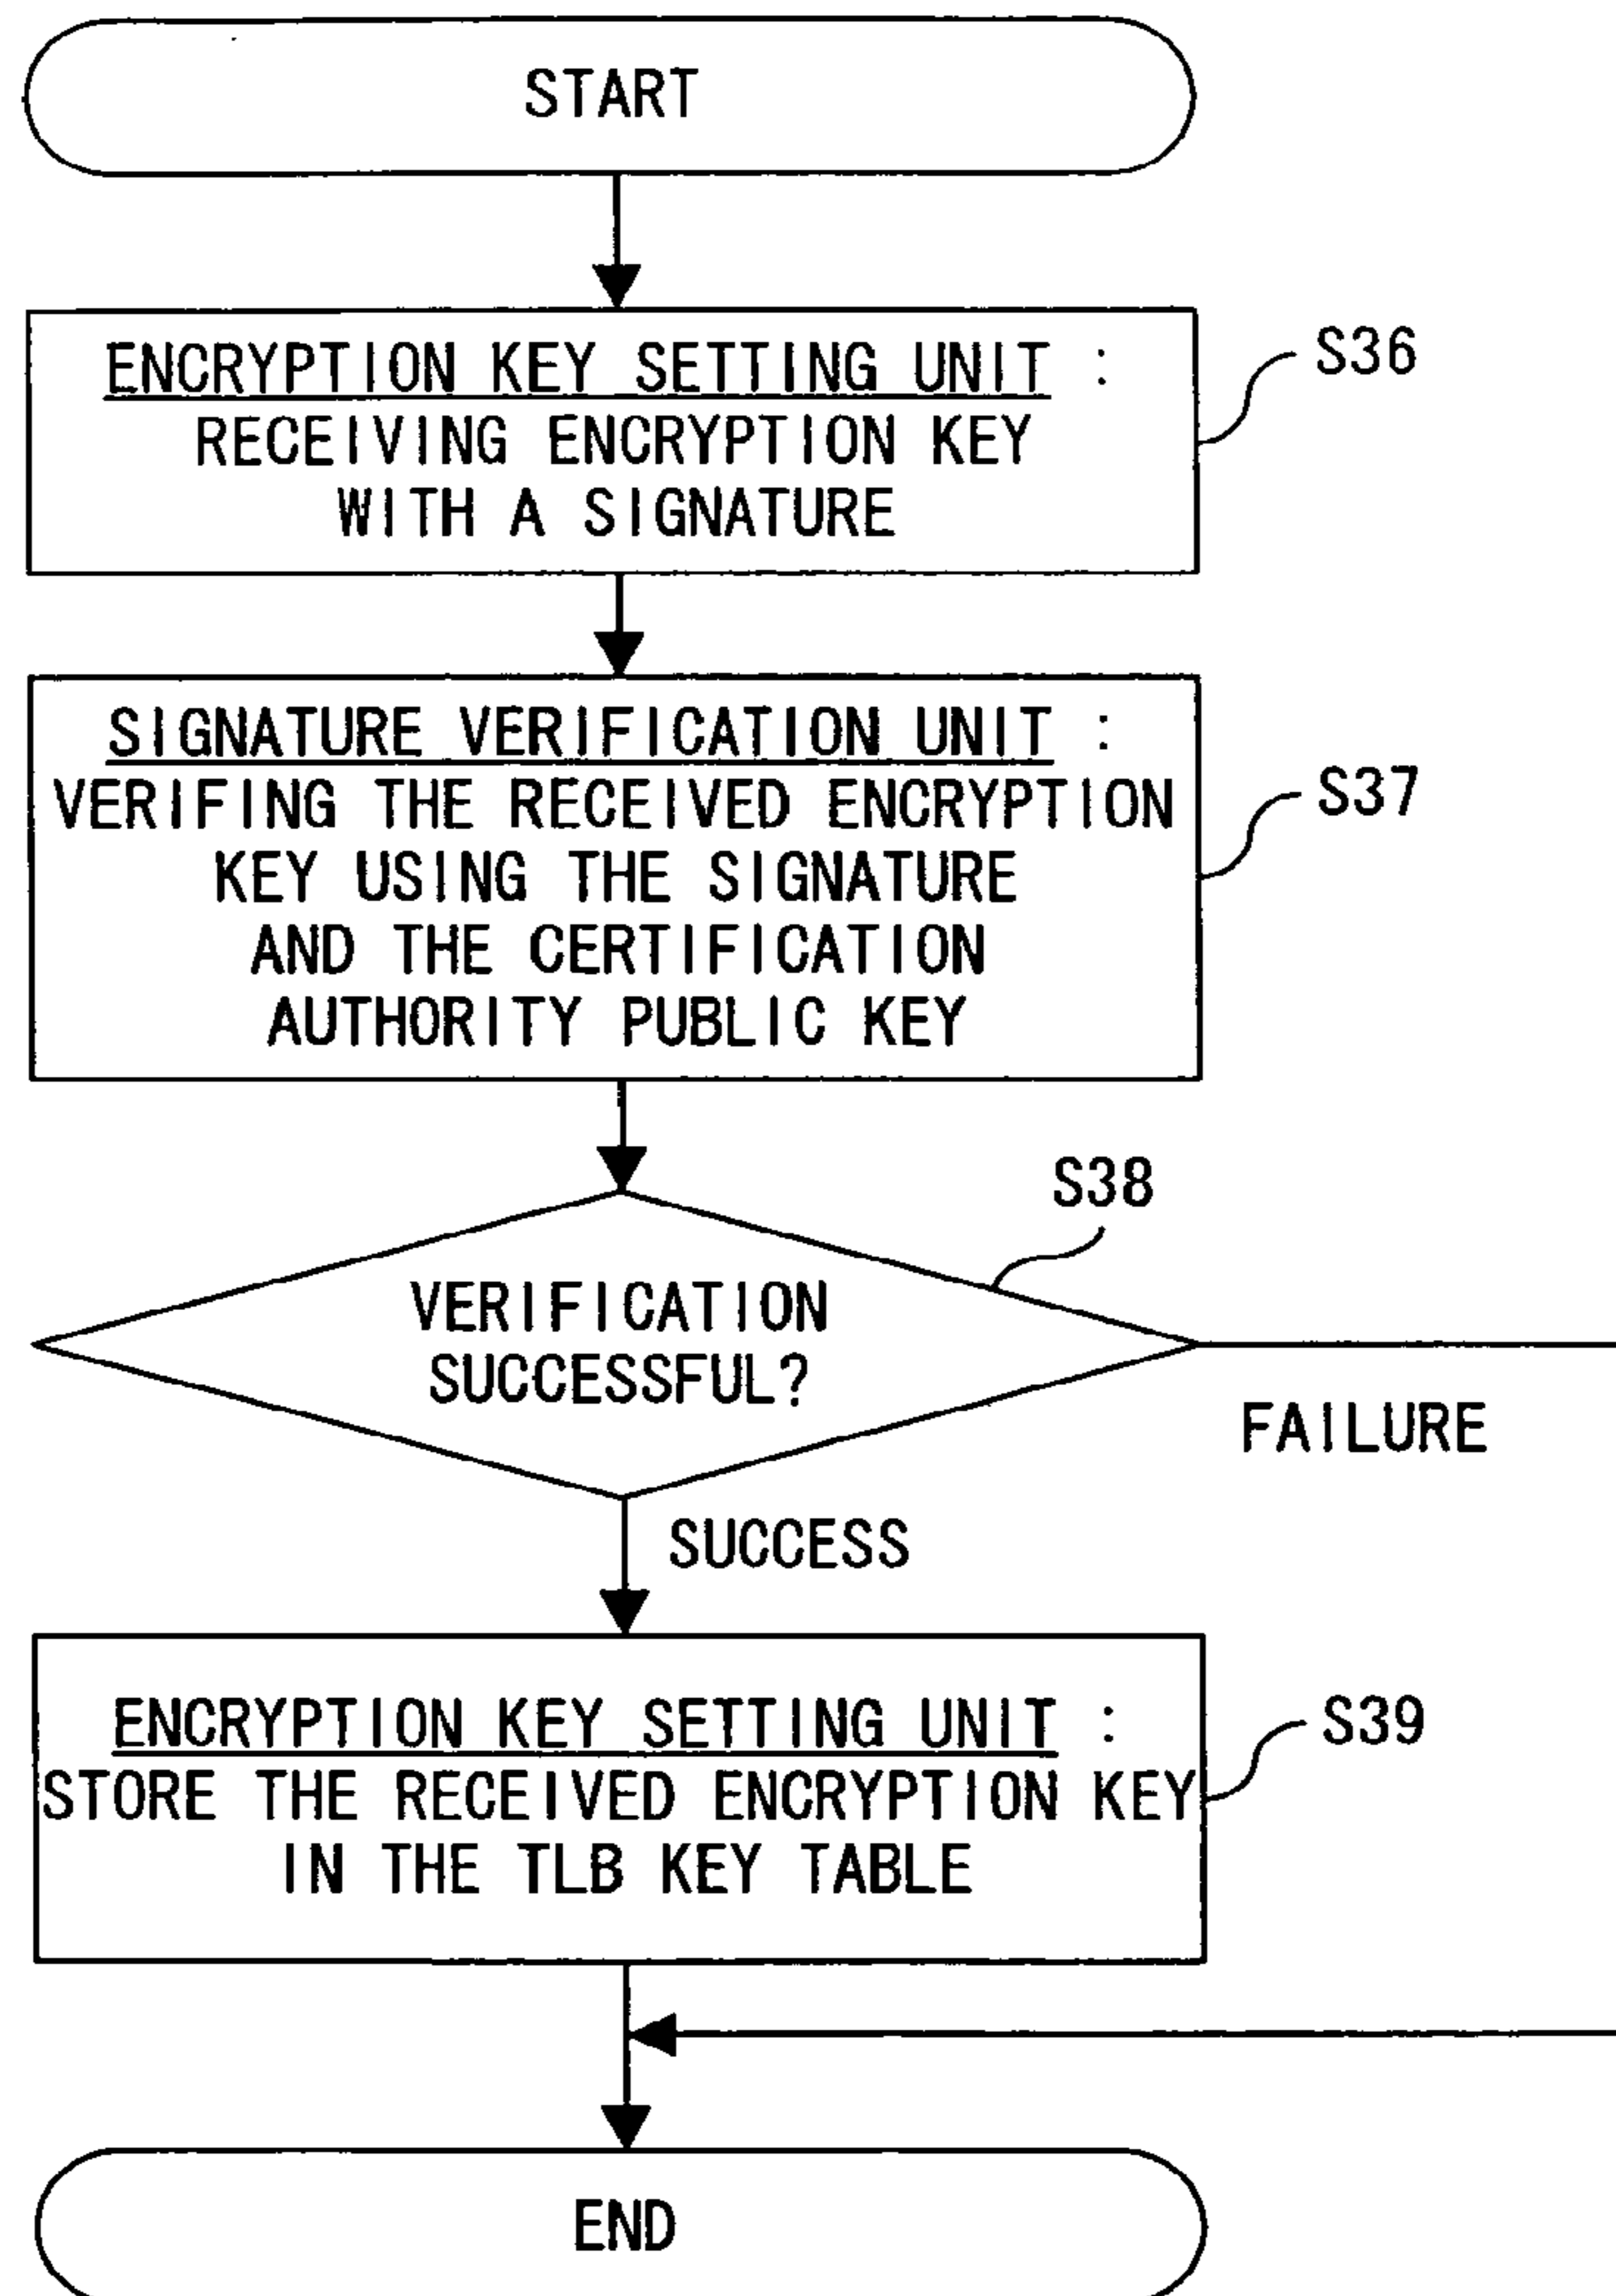 START
ENCRYPTION KEY SETTING UNIT :
RECEIVING ENCRYPTION KEY
WITH A SIGNATURE
S36
SIGNATURE VERIFICATION UNIT :
VERIFING THE RECEIVED ENCRYPTION
KEY USING THE SIGNATURE
AND THE CERTIFICATION
AUTHORITY PUBLIC KEY
S37
S38
VERIFICATION
SUCCESSFUL?
FAILURE
SUCCESS
ENCRYPTION KEY SETTING UNIT :
STORE THE RECEIVED ENCRYPTION KEY
IN THE TLB KEY TABLE
S39
END